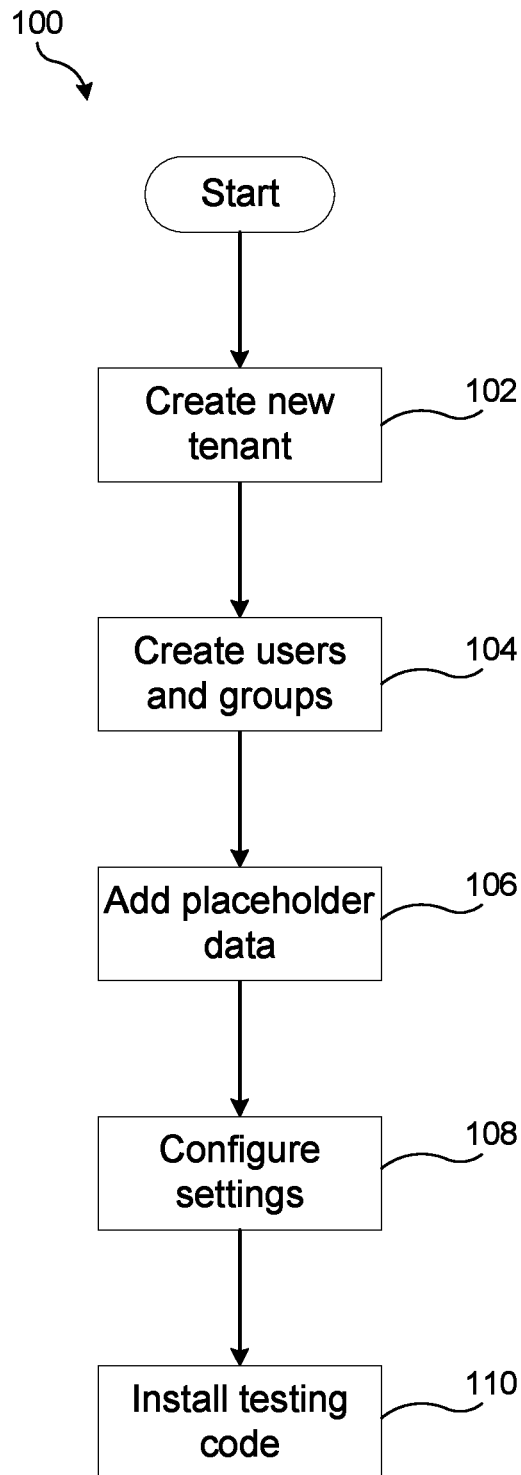 100
Start
Create new
tenant
102
Create users
and groups
104
Add placeholder
data
106
Configure
settings
108
Install testing
code
110